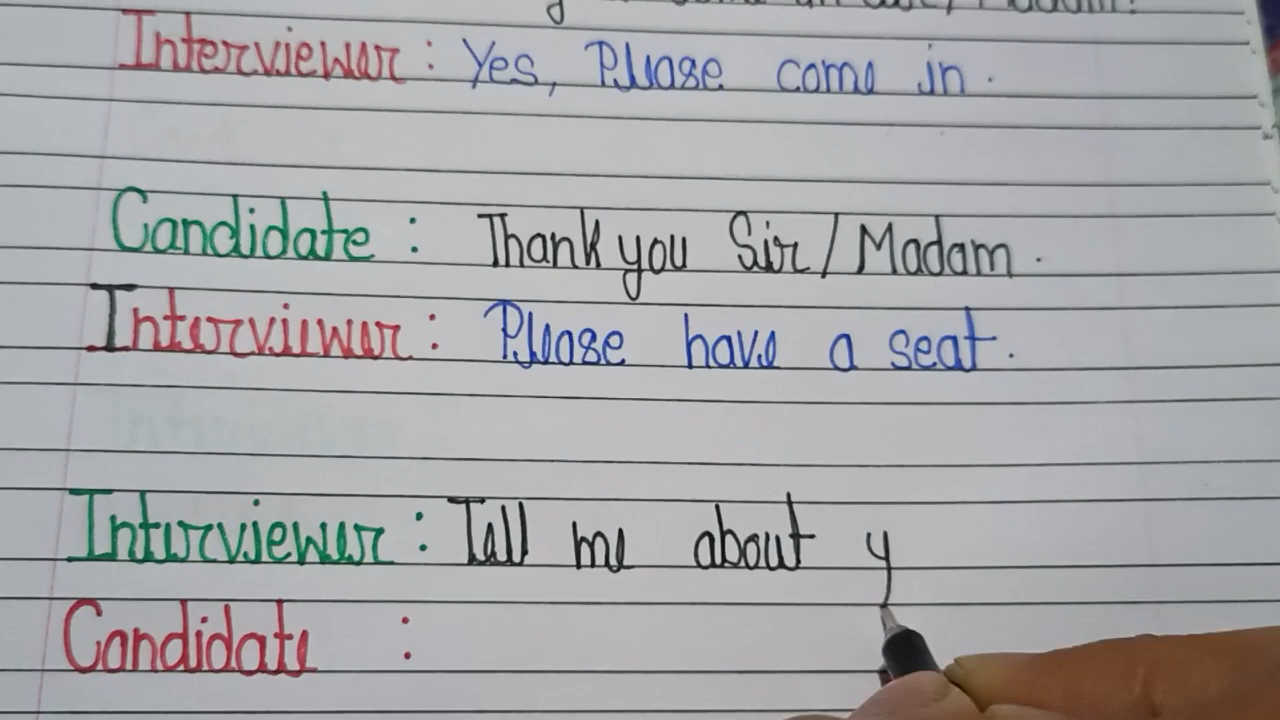 Interviewer : Yes, Please come in.
Candidate : Thank you Sir / Madam.
Interviewer : Please have a seat.
Interviewer : Tell me about y
Candidate :